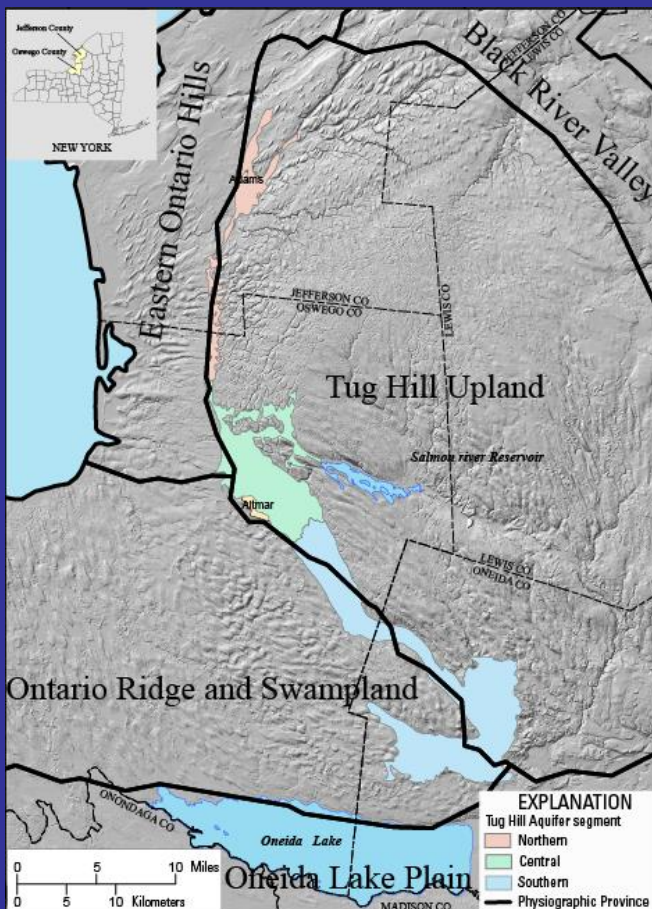 Jefferson County
Oswego County
NEW YORK
Eastern Ontario Hills
JEFFERSON CO
LEWIS CO
Black River Valley
Adams
JEFFERSON CO
OSWEGO CO
LEWIS CO
Tug Hill Upland
Salmon river Reservoir
Altmar
LEWIS CO
ONEIDA CO
Ontario Ridge and Swampland
ONONDAGA CO
Oneida Lake
Oneida Lake Plain
MADISON CO
0 5 10 Miles
0 5 10 Kilometers
EXPLANATION
Tug Hill Aquifer segment
Northern
Central
Southern
Physiographic Province